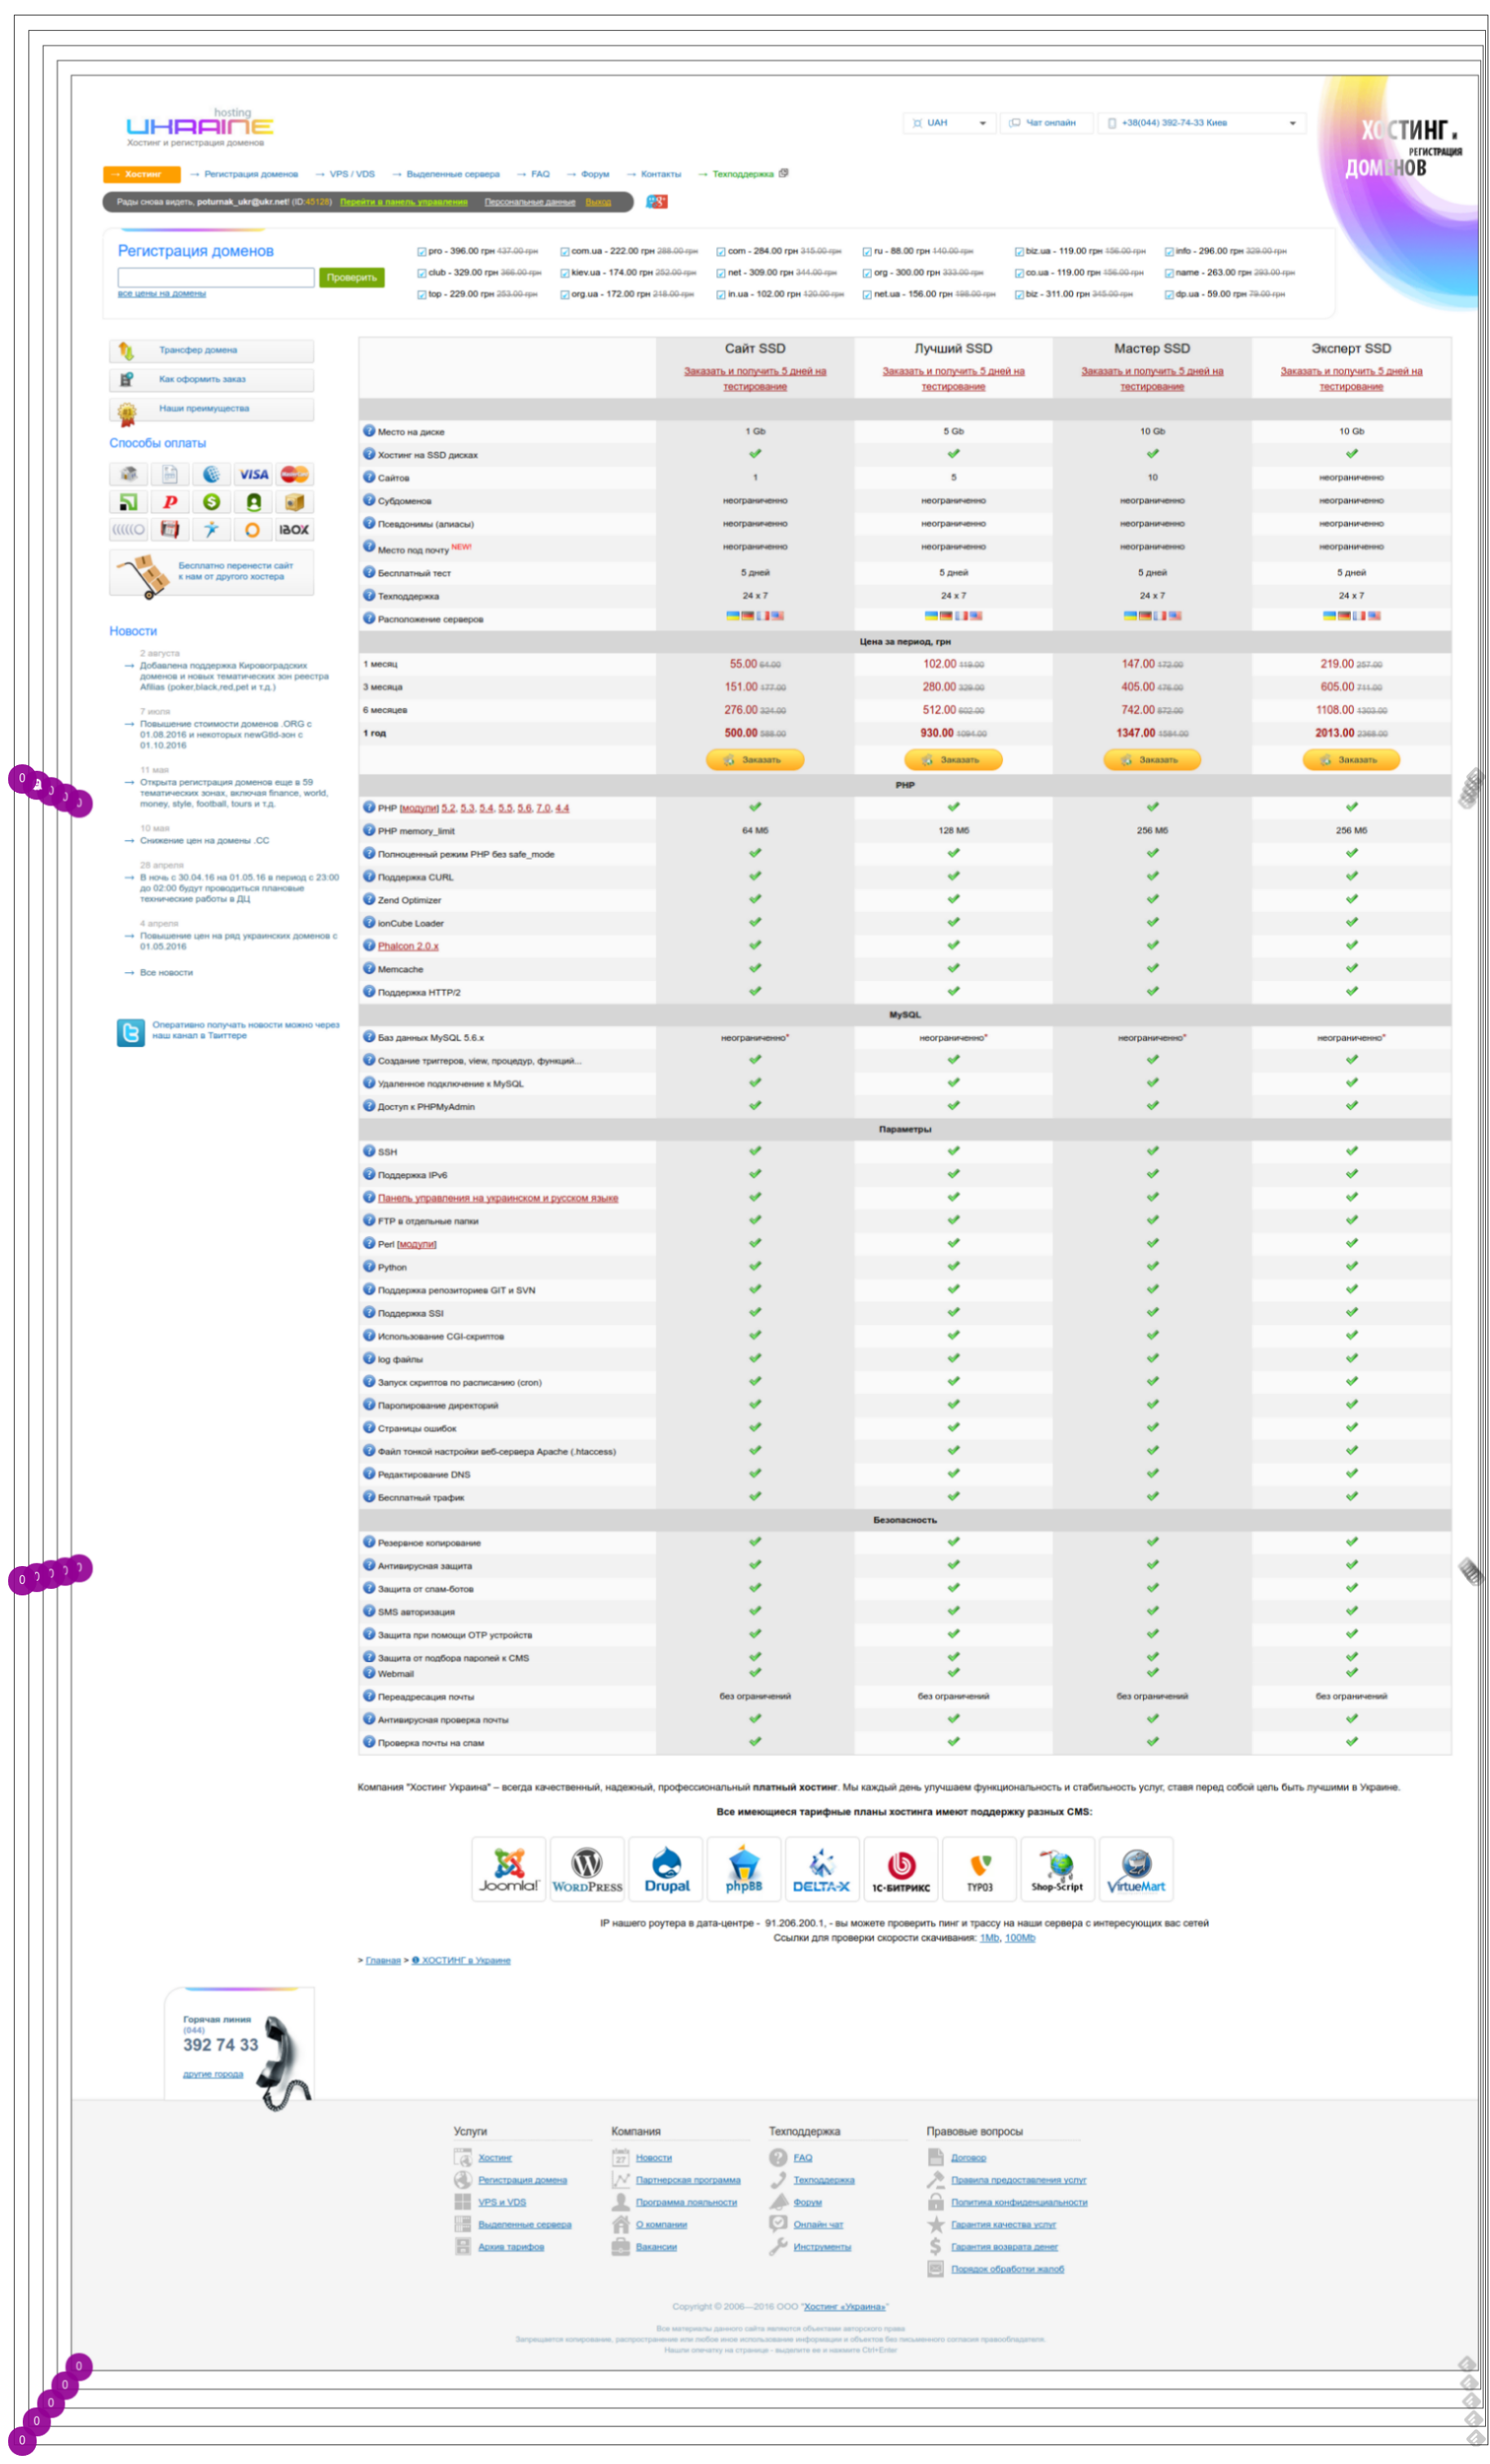 hosting
UKRAINE
Хостинг и регистрация доменов
UAH
Чат онлайн
+38(044) 392-74-33 Киев
ХОСТИНГ.
РЕГИСТРАЦИЯ
ДОМЕНОВ
→ Хостинг → Регистрация доменов → VPS / VDS → Выделенные сервера → FAQ → Форум → Контакты → Техподдержка
Рады снова видеть, poturnak_ukr@ukr.net! (ID:45128) Перейти в панель управления Персональные данные Выход
Регистрация доменов
Проверить
все цены на домены
pro - 396.00 грн 437.00 грн com.ua - 222.00 грн 288.00 грн com - 284.00 грн 315.00 грн ru - 88.00 грн 140.00 грн biz.ua - 119.00 грн 156.00 грн info - 296.00 грн 329.00 грн
club - 329.00 грн 366.00 грн kiev.ua - 174.00 грн 252.00 грн net - 309.00 грн 344.00 грн org - 300.00 грн 333.00 грн co.ua - 119.00 грн 156.00 грн name - 263.00 грн 293.00 грн
top - 229.00 грн 253.00 грн org.ua - 172.00 грн 218.00 грн in.ua - 102.00 грн 120.00 грн net.ua - 156.00 грн 198.00 грн biz - 311.00 грн 345.00 грн dp.ua - 59.00 грн 79.00 грн
Трансфер домена
Как оформить заказ
Наши преимущества
Способы оплаты
VISA
IBOX
Бесплатно перенести сайт
к нам от другого хостера
Новости
2 августа
→ Добавлена поддержка Кировоградских
доменов и новых тематических зон реестра
Afilias (poker,black,red,pet и т.д.)
7 июля
→ Повышение стоимости доменов .ORG с
01.08.2016 и некоторых newGtld-зон с
01.10.2016
11 мая
→ Открыта регистрация доменов еще в 59
тематических зонах, включая finance, world,
money, style, football, tours и т.д.
10 мая
→ Снижение цен на домены .CC
28 апреля
→ В ночь с 30.04.16 на 01.05.16 в период с 23:00
до 02:00 будут проводиться плановые
технические работы в ДЦ
4 апреля
→ Повышение цен на ряд украинских доменов с
01.05.2016
→ Все новости
Оперативно получать новости можно через
наш канал в Твиттере
Сайт SSD Лучший SSD Мастер SSD Эксперт SSD
Заказать и получить 5 дней на Заказать и получить 5 дней на Заказать и получить 5 дней на Заказать и получить 5 дней на
тестирование тестирование тестирование тестирование
Место на диске 1 Gb 5 Gb 10 Gb 10 Gb
Хостинг на SSD дисках
Сайтов 1 5 10 неограниченно
Субдоменов неограниченно неограниченно неограниченно неограниченно
Псевдонимы (алиасы) неограниченно неограниченно неограниченно неограниченно
Место под почту NEW! неограниченно неограниченно неограниченно неограниченно
Бесплатный тест 5 дней 5 дней 5 дней 5 дней
Техподдержка 24 x 7 24 x 7 24 x 7 24 x 7
Расположение серверов
Цена за период, грн
1 месяц 55.00 64.00 102.00 119.00 147.00 172.00 219.00 257.00
3 месяца 151.00 177.00 280.00 329.00 405.00 476.00 605.00 711.00
6 месяцев 276.00 324.00 512.00 602.00 742.00 872.00 1108.00 1303.00
1 год 500.00 588.00 930.00 1094.00 1347.00 1584.00 2013.00 2368.00
Заказать Заказать Заказать Заказать
PHP
PHP [модули] 5.2, 5.3, 5.4, 5.5, 5.6, 7.0, 4.4
PHP memory_limit 64 Мб 128 Мб 256 Мб 256 Мб
Полноценный режим PHP без safe_mode
Поддержка CURL
Zend Optimizer
ionCube Loader
Phalcon 2.0.x
Memcache
Поддержка HTTP/2
MySQL
Баз данных MySQL 5.6.x неограниченно* неограниченно* неограниченно* неограниченно*
Создание триггеров, view, процедур, функций...
Удаленное подключение к MySQL
Доступ к PHPMyAdmin
Параметры
SSH
Поддержка IPv6
Панель управления на украинском и русском языке
FTP в отдельные папки
Perl [модули]
Python
Поддержка репозиториев GIT и SVN
Поддержка SSI
Использование CGI-скриптов
log файлы
Запуск скриптов по расписанию (cron)
Паролирование директорий
Страницы ошибок
Файл тонкой настройки веб-сервера Apache (.htaccess)
Редактирование DNS
Бесплатный трафик
Безопасность
Резервное копирование
Антивирусная защита
Защита от спам-ботов
SMS авторизация
Защита при помощи OTP устройств
Защита от подбора паролей к CMS
Webmail
Переадресация почты без ограничений без ограничений без ограничений без ограничений
Антивирусная проверка почты
Проверка почты на спам
Компания "Хостинг Украина" – всегда качественный, надежный, профессиональный платный хостинг. Мы каждый день улучшаем функциональность и стабильность услуг, ставя перед собой цель быть лучшими в Украине.
Все имеющиеся тарифные планы хостинга имеют поддержку разных CMS:
Joomla! WordPress Drupal phpBB DELTA-X 1С-БИТРИКС TYPO3 Shop-Script VirtueMart
IP нашего роутера в дата-центре - 91.206.200.1, - вы можете проверить пинг и трассу на наши сервера с интересующих вас сетей
Ссылки для проверки скорости скачивания: 1Mb, 100Mb
> Главная > ХОСТИНГ в Украине
Горячая линия
(044)
392 74 33
другие города
Услуги Компания Техподдержка Правовые вопросы
Хостинг 27 Новости FAQ Договор
Регистрация домена Партнерская программа Техподдержка Правила предоставления услуг
VPS и VDS Программа лояльности Форум Политика конфиденциальности
Выделенные сервера О компании Онлайн чат Гарантия качества услуг
Архив тарифов Вакансии Инструменты Гарантия возврата денег
Порядок обработки жалоб
Copyright © 2006—2016 ООО "Хостинг «Украина»"
Все материалы данного сайта являются объектами авторского права
Запрещается копирование, распространение или любое иное использование информации и объектов без письменного согласия правообладателя.
Нашли опечатку на странице - выделите ее и нажмите Ctrl+Enter